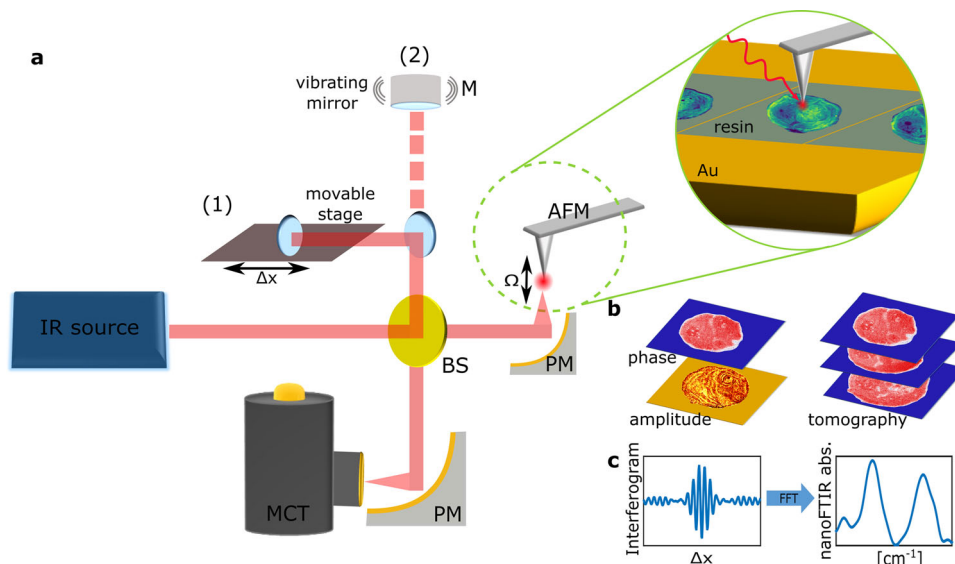 a
(2)
vibrating
mirror
M
(1)
movable
stage
Δx
IR source
BS
AFM
Ω
PM
MCT
PM
resin
Au
b
phase
amplitude
tomography
c
Interferogram
Δx
FFT
nanoFTIR abs.
[cm⁻¹]